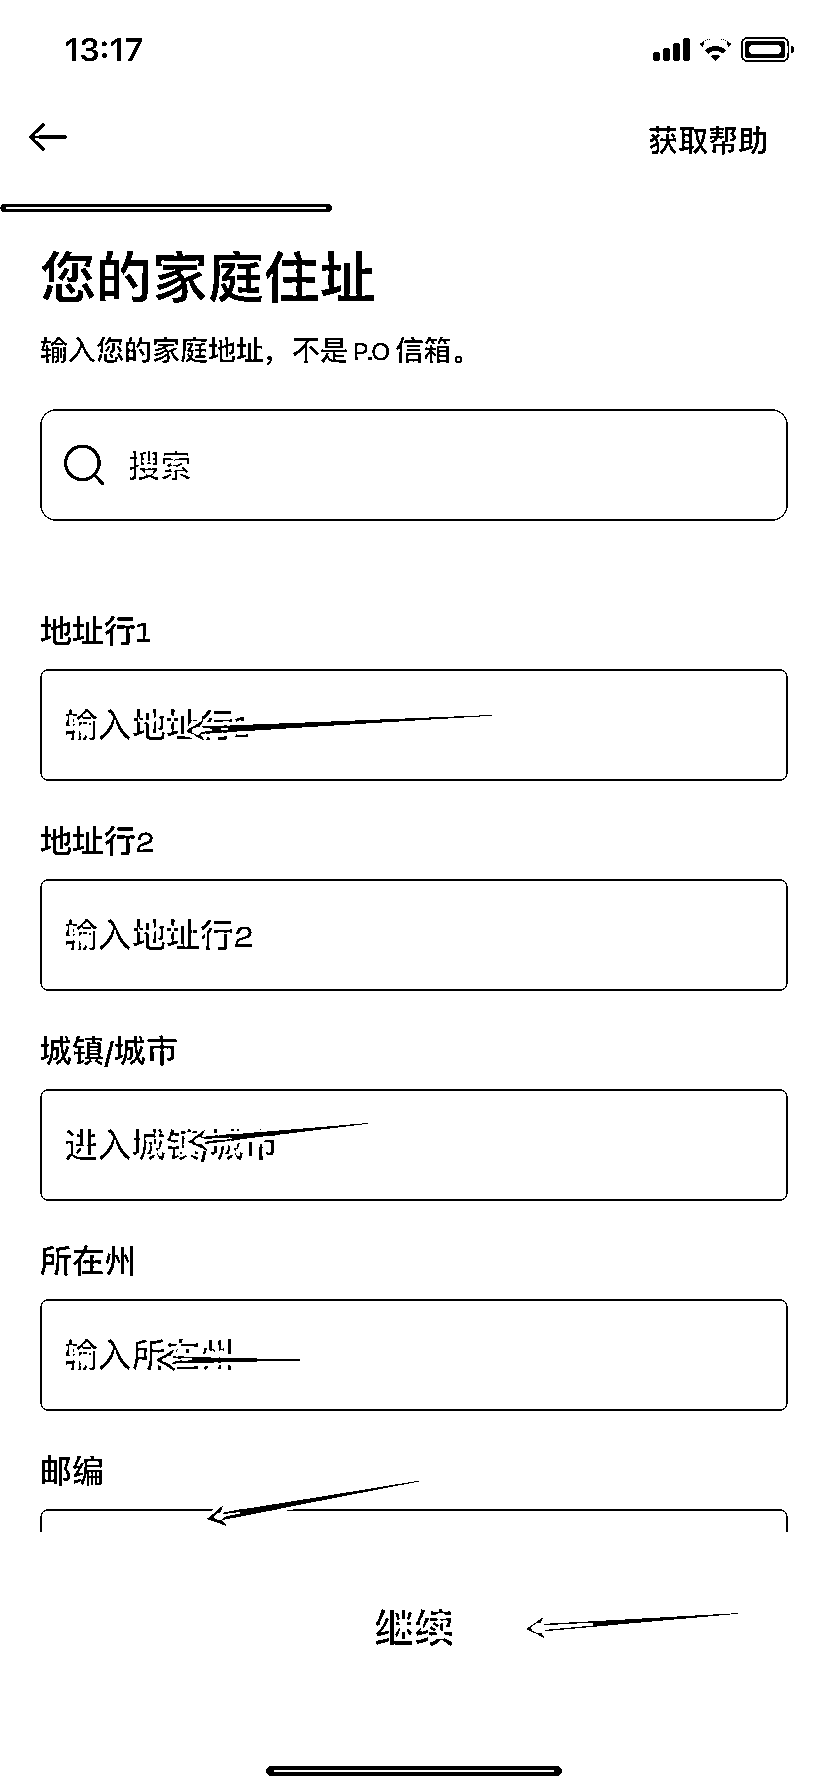 13:17
获取帮助
您的家庭住址
输入您的家庭地址，不是 P.O 信箱。
搜索
地址行1
输入地址行1
地址行2
输入地址行2
城镇/城市
进入城镇/城市
所在州
输入所在州
邮编
继续